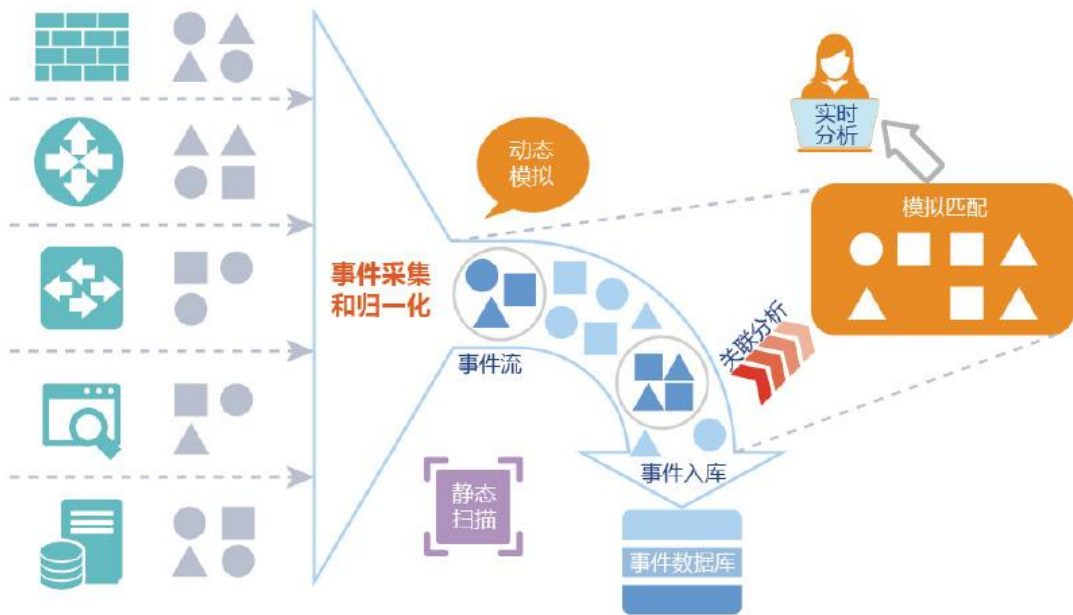 实时
分析
动态
模拟
模拟匹配
事件采集
和归一化
关联分析
事件流
事件入库
静态
扫描
事件数据库